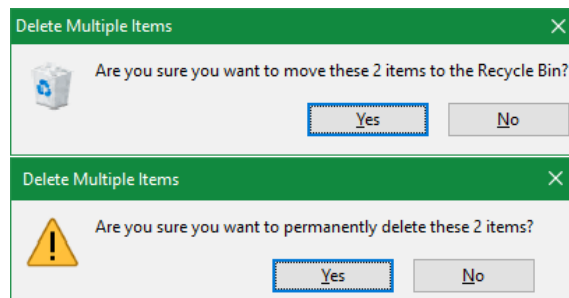 Delete Multiple Items
Are you sure you want to move these 2 items to the Recycle Bin?
Yes No
Delete Multiple Items
Are you sure you want to permanently delete these 2 items?
Yes No